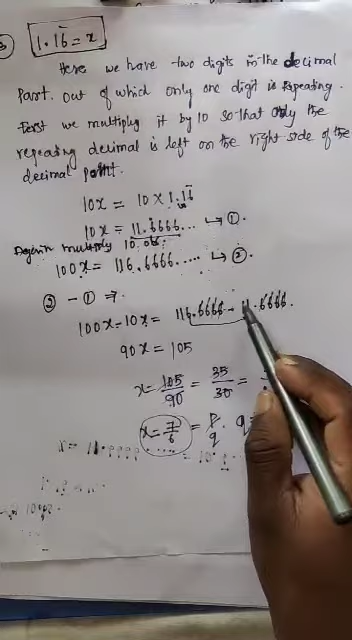 3 1.16̅ = x
Here we have two digits in the decimal
Part. out of which only one digit is Repeating.
First we multiply it by 10 so that only the
repeating decimal is left on the right side of the
decimal point.
10x = 10 × 1.16̅
10x = 11.6666... ↪ ①.
multiply
100x = 116.6666..... ↪ ②.
② - ① ⇒
100x - 10x = 116.6666 - 11.6666.
90x = 105
x = 105/90 = 35/30 =
x = 7/6 = p/q. q